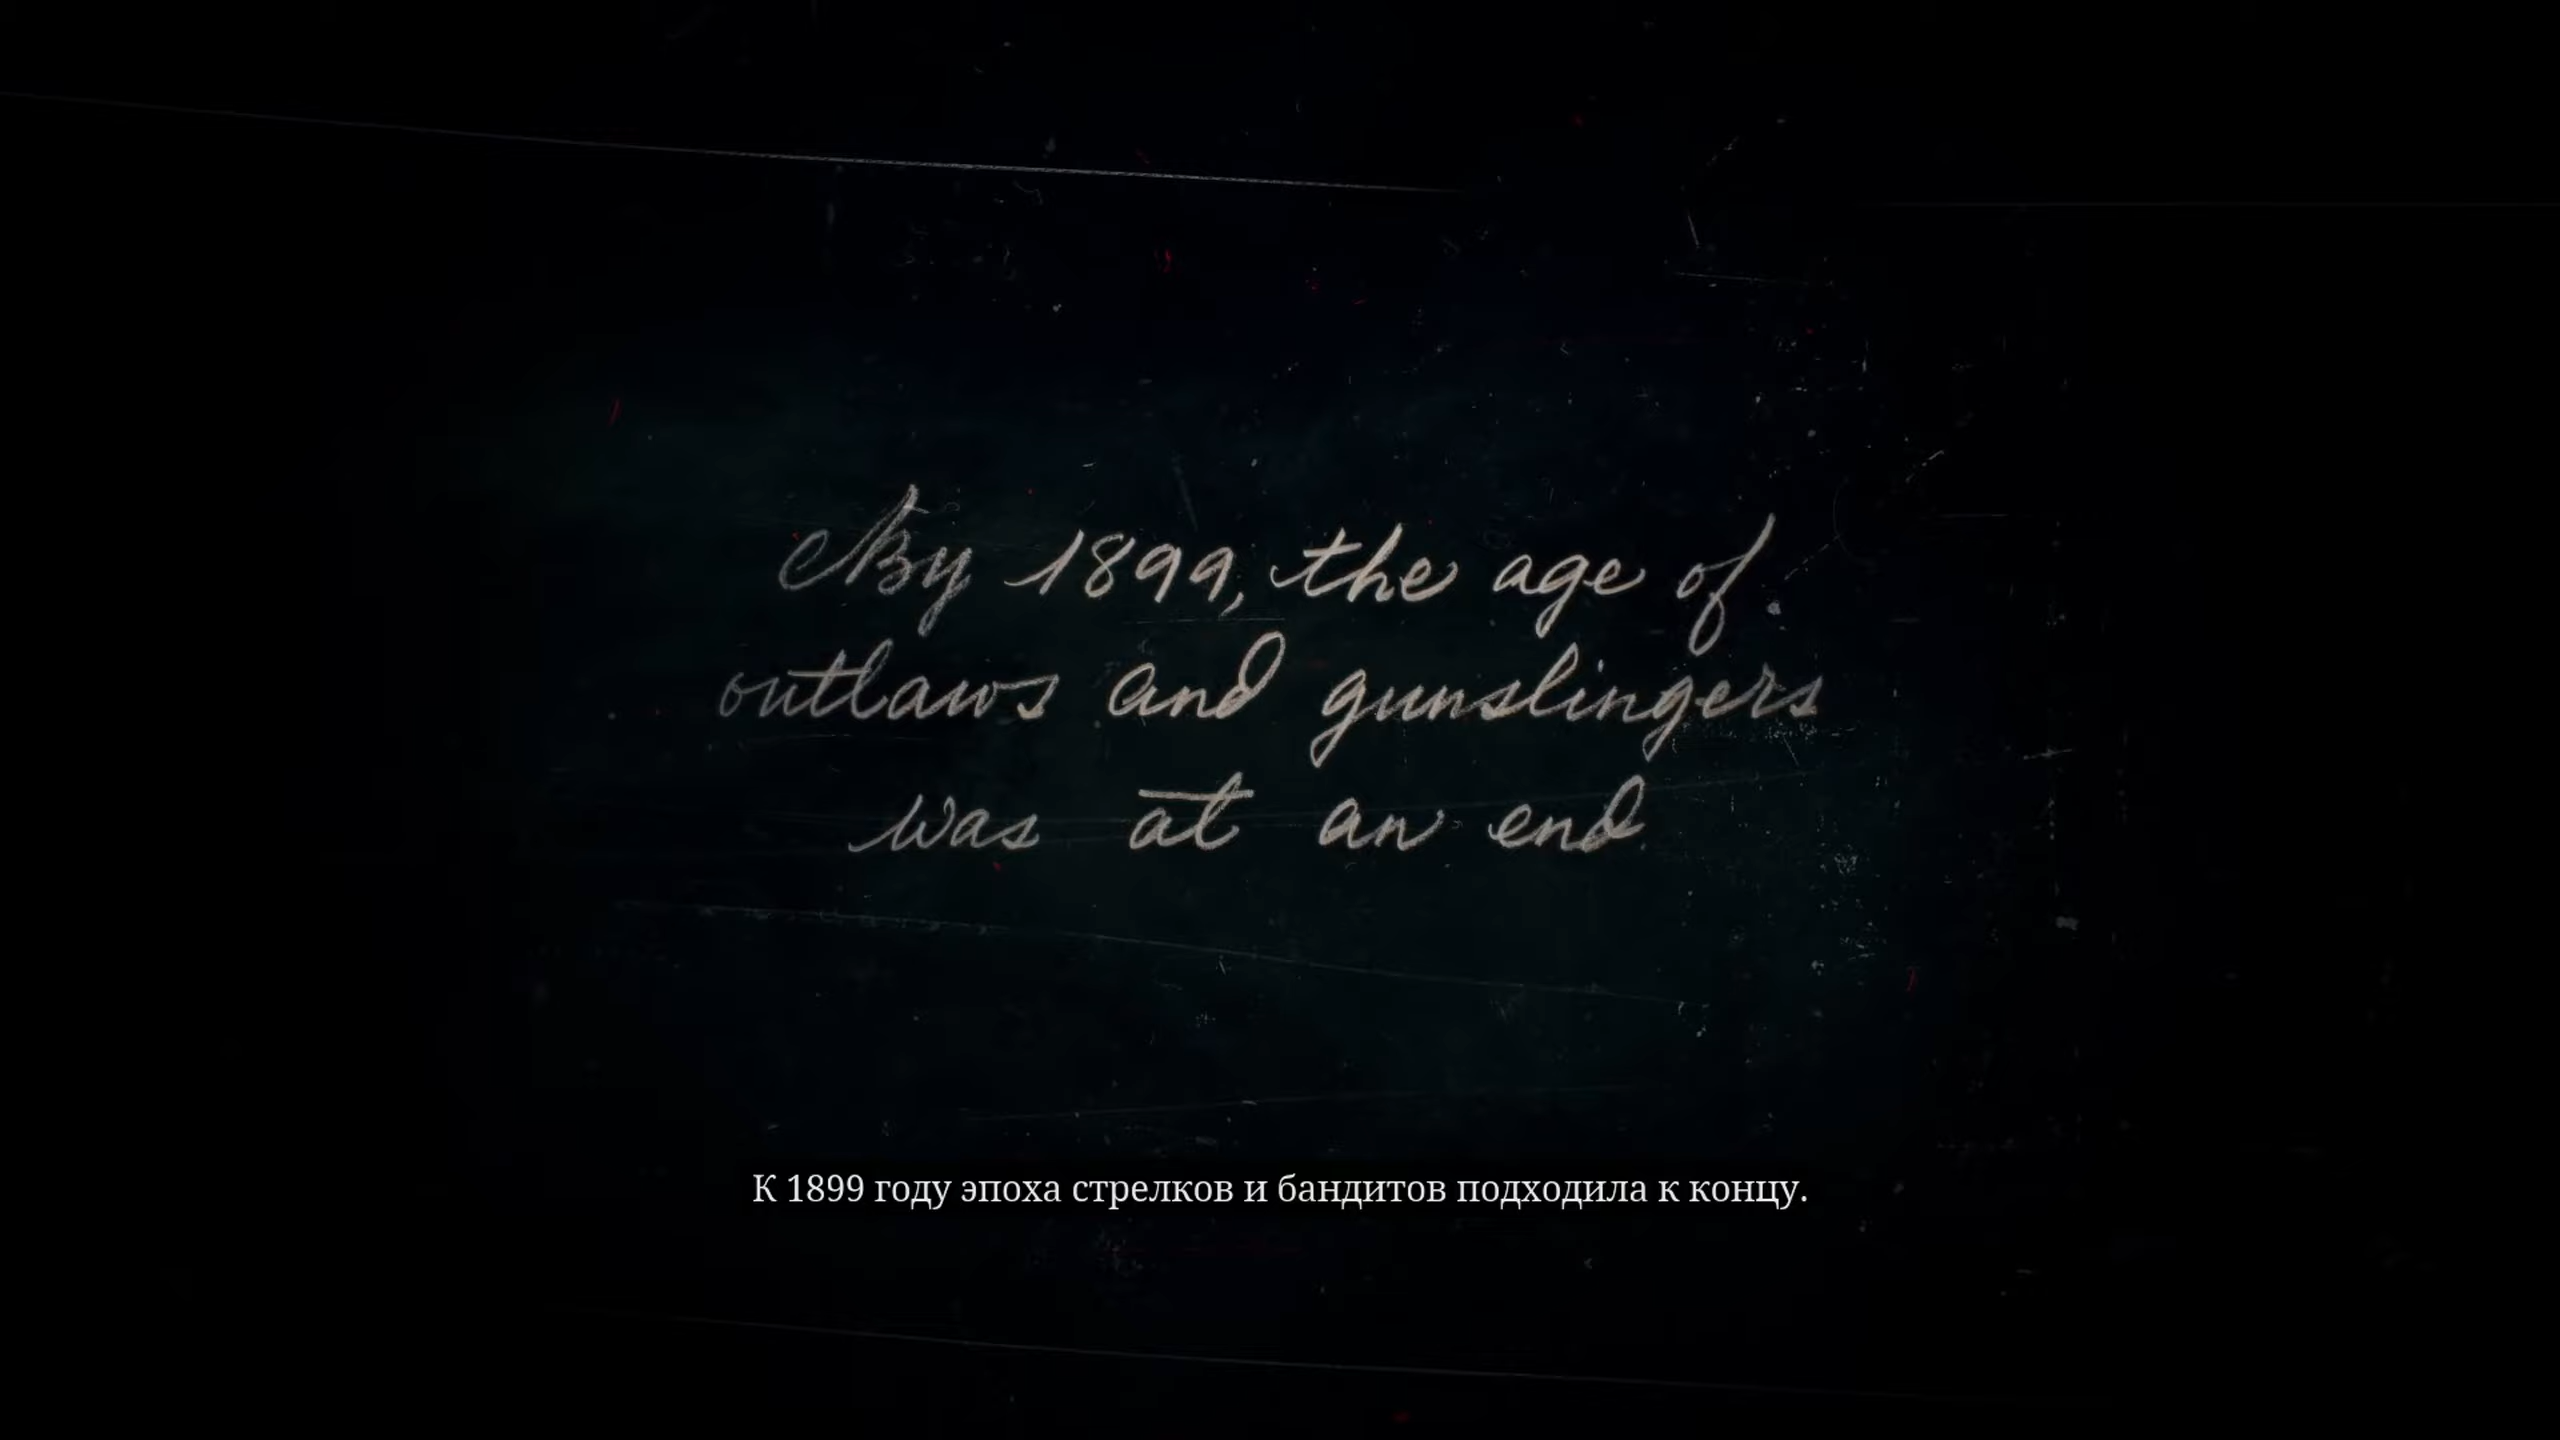 By 1899, the age of
outlaws and gunslingers
was at an end.
К 1899 году эпоха стрелков и бандитов подходила к концу.